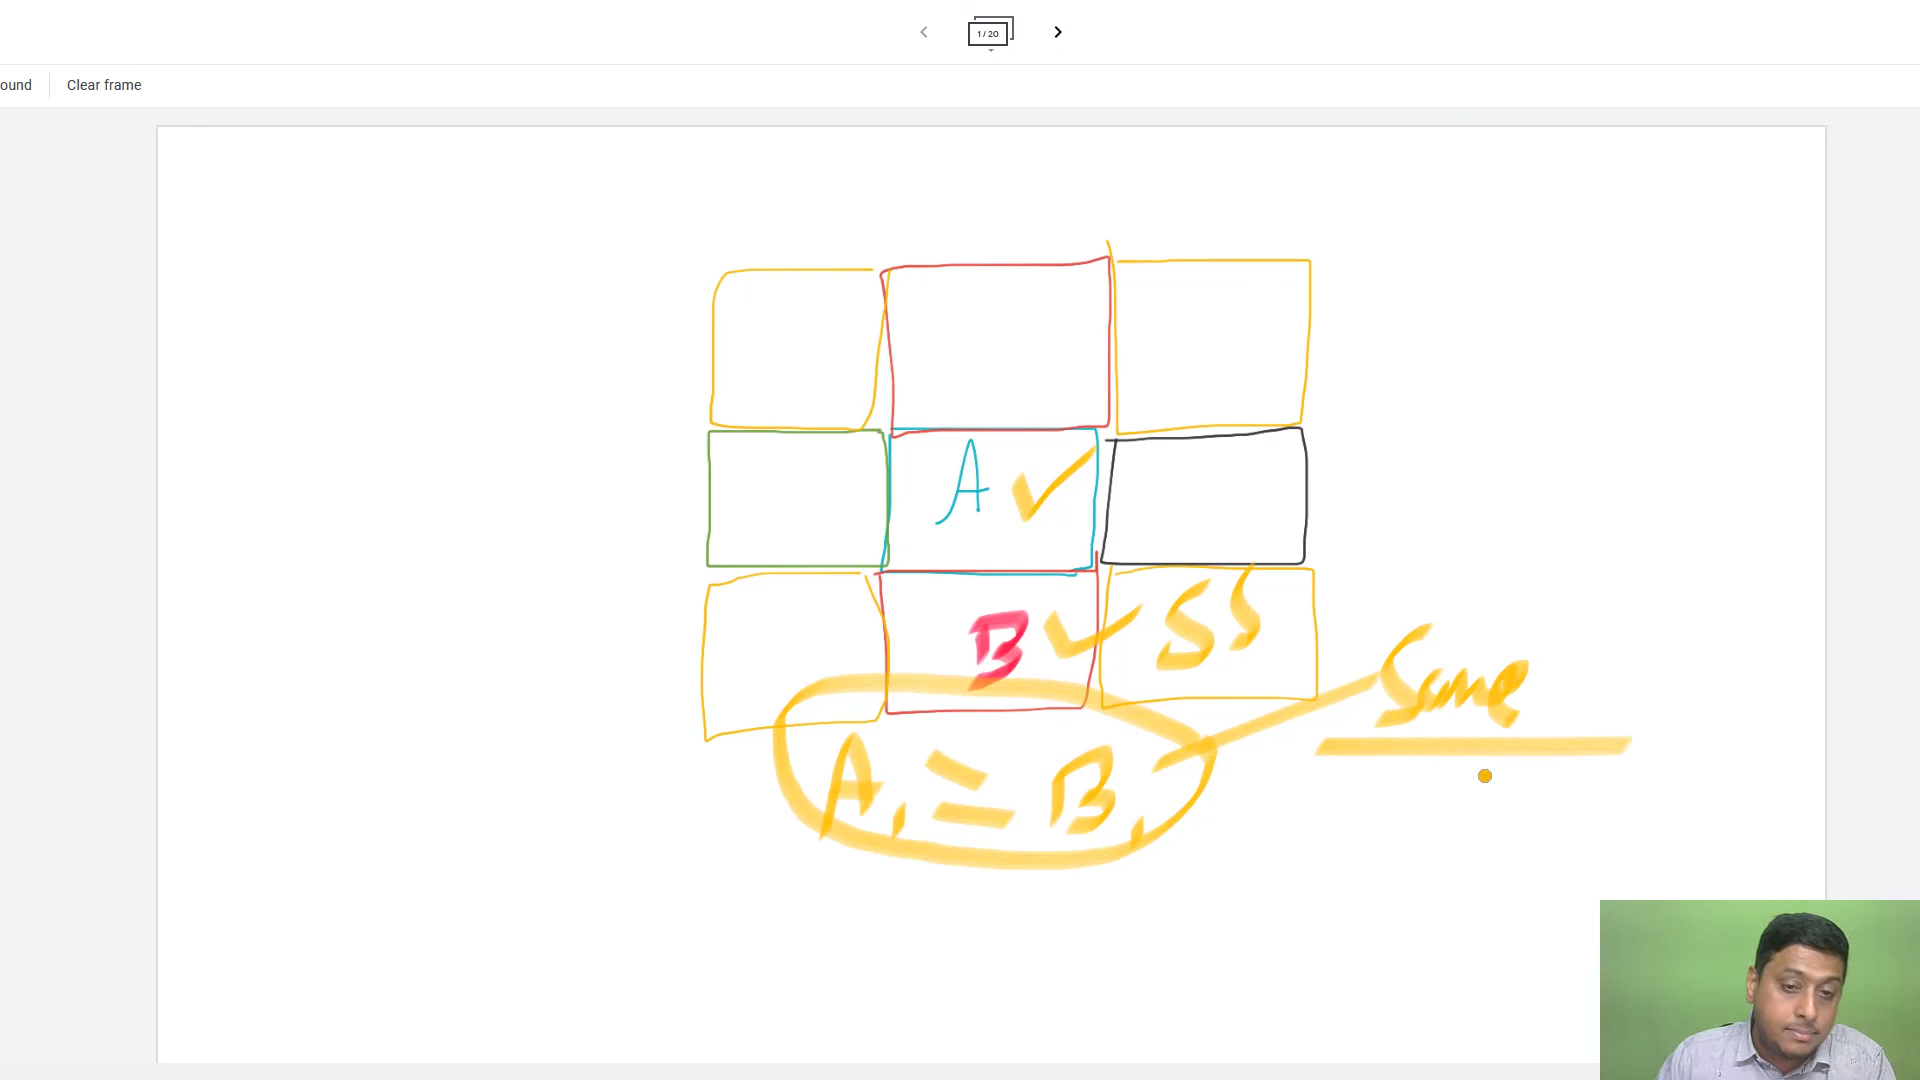 1 / 20
ound Clear frame
A
B SS
Same
A, = B,